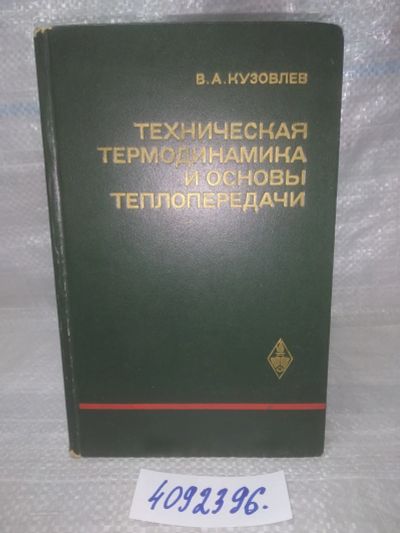 В.А.КУЗОВЛЕВ
ТЕХНИЧЕСКАЯ
ТЕРМОДИНАМИКА
И ОСНОВЫ
ТЕПЛОПЕРЕДАЧИ
4092396.